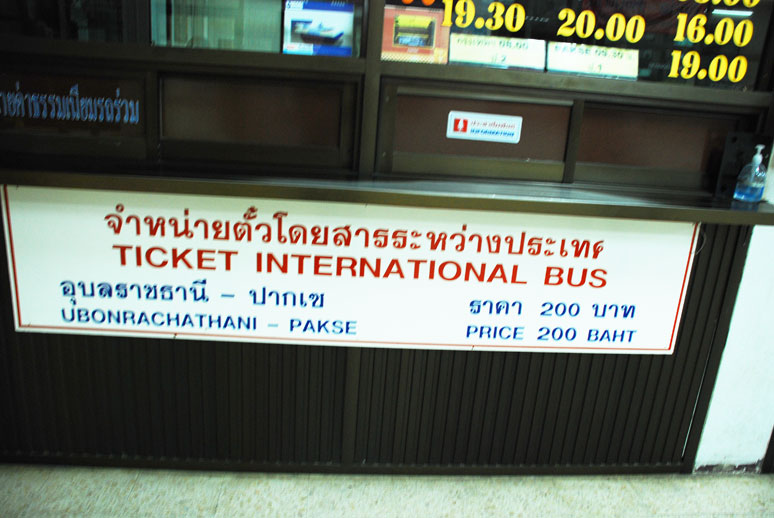 19.30 20.00 16.00
19.00
จำหน่ายตั๋วโดยสารระหว่างประเทศ
TICKET INTERNATIONAL BUS
อุบลราชธานี - ปากเซ ราคา 200 บาท
UBONRACHATHANI - PAKSE PRICE 200 BAHT